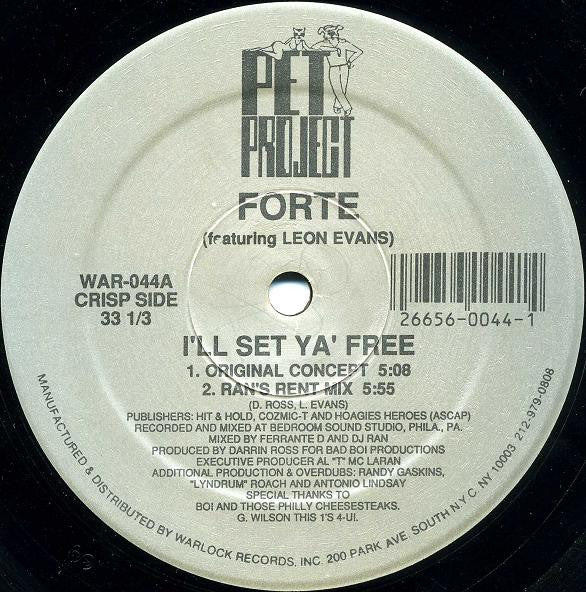 PET
PROJECT
FORTE
(featuring LEON EVANS)
WAR-044A
CRISP SIDE
33 1/3
26656-0044-1
I'LL SET YA' FREE
1. ORIGINAL CONCEPT 5:08
2. RAN'S RENT MIX 5:55
(D. ROSS, L. EVANS)
PUBLISHERS: HIT & HOLD, COZMIC-T AND HOAGIES HEROES (ASCAP)
RECORDED AND MIXED AT BEDROOM SOUND STUDIO, PHILA., PA.
MIXED BY FERRANTE D AND DJ RAN
PRODUCED BY DARRIN ROSS FOR BAD BOI PRODUCTIONS
EXECUTIVE PRODUCER AL "T" MC LARAN
ADDITIONAL PRODUCTION & OVERDUBS: RANDY GASKINS,
"LYNDRUM" ROACH AND ANTONIO LINDSAY
SPECIAL THANKS TO
BOI AND THOSE PHILLY CHEESESTEAKS.
G. WILSON THIS 1'S 4-U!.
MANUFACTURED & DISTRIBUTED BY WARLOCK RECORDS, INC. 200 PARK AVE. SOUTH N.Y.C. NY 10003 212-979-0808